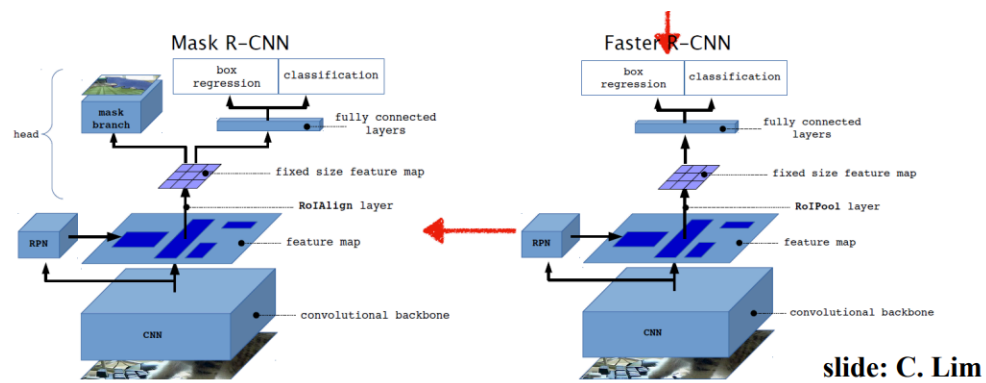 Mask R-CNN
box
regression
classification
mask
branch
head
fully connected
layers
fixed size feature map
RoIAlign layer
RPN
feature map
CNN
convolutional backbone
Faster R-CNN
box
regression
classification
fully connected
layers
fixed size feature map
RoIPool layer
RPN
feature map
CNN
convolutional backbone
slide: C. Lim